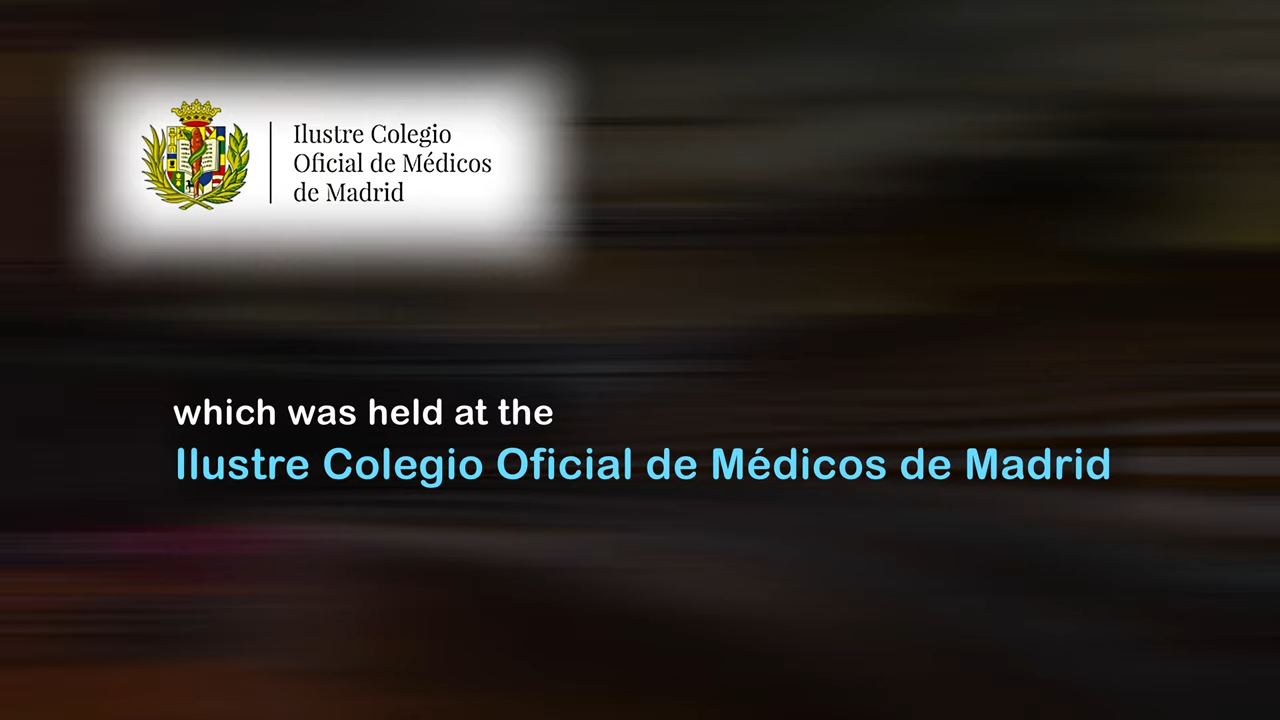 Ilustre Colegio
Oficial de Médicos
de Madrid
which was held at the
Ilustre Colegio Oficial de Médicos de Madrid